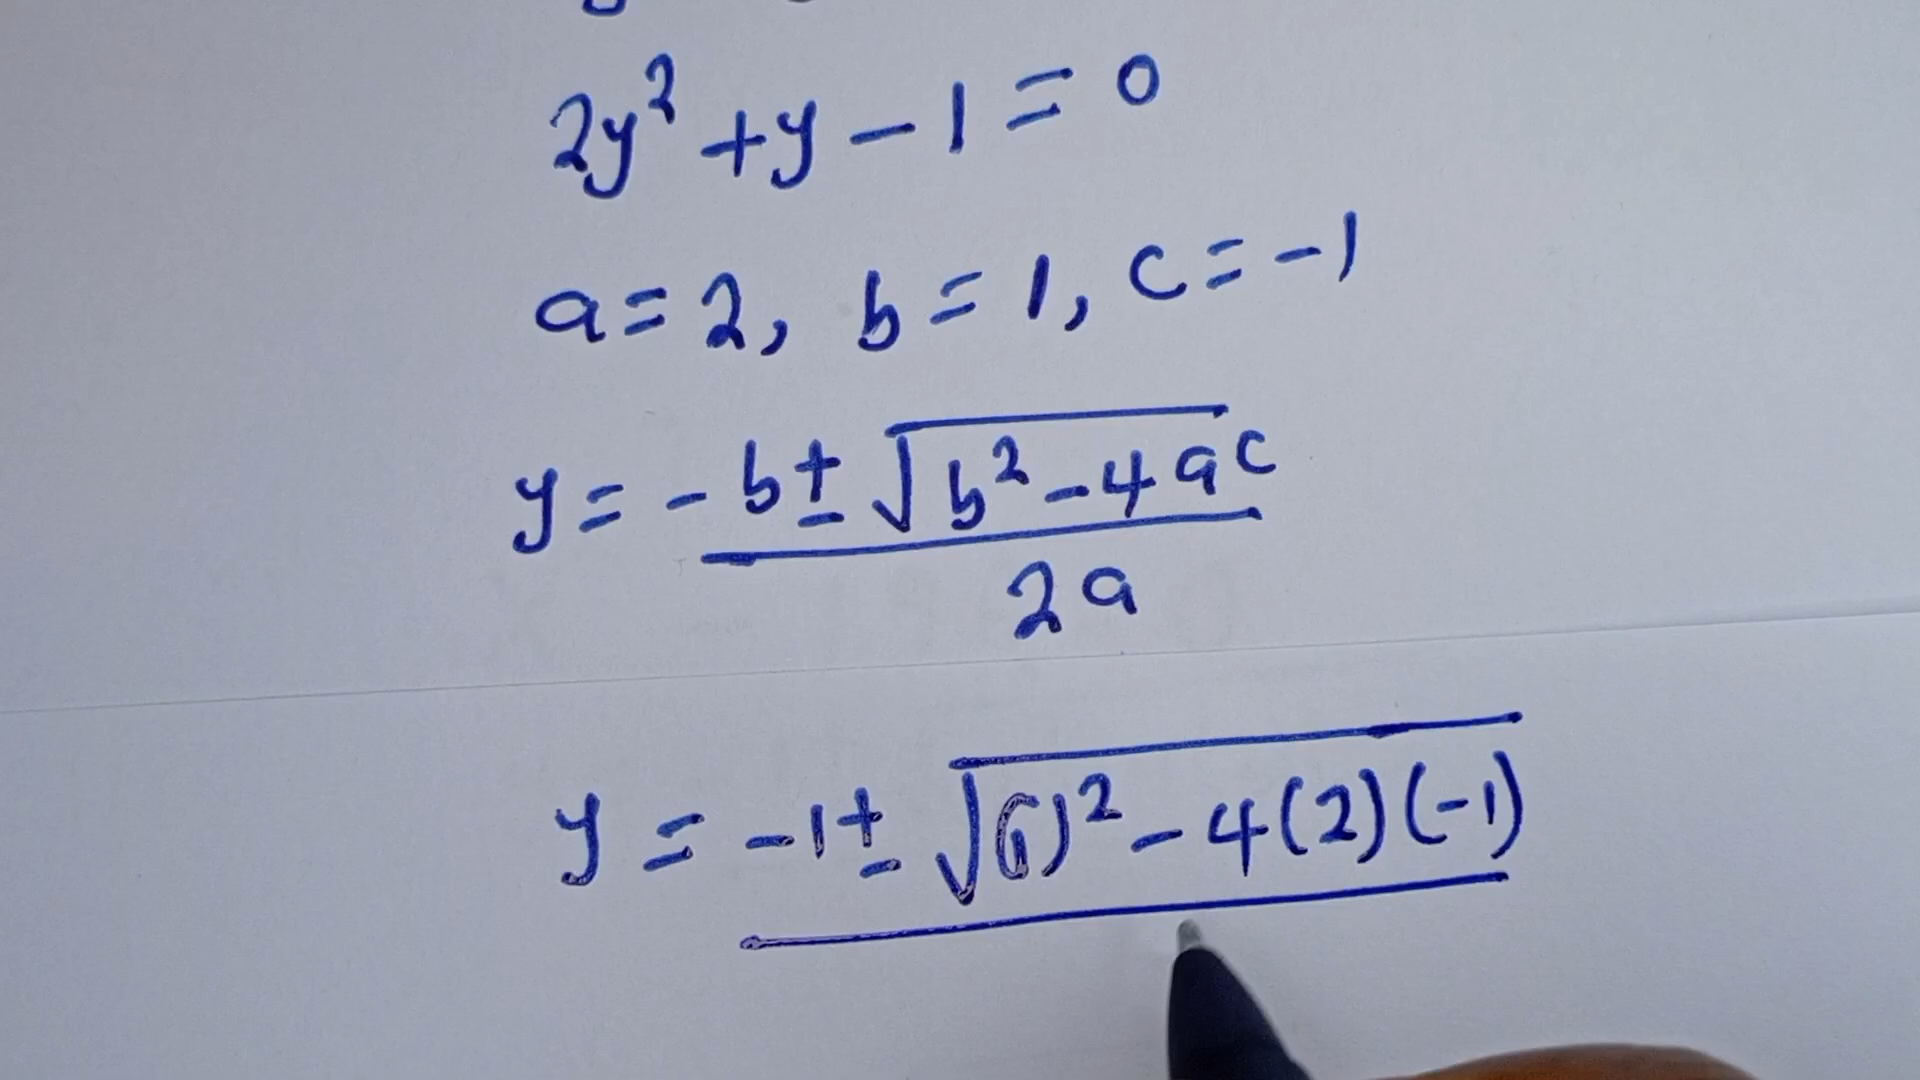 2y² + y - 1 = 0
a = 2, b = 1, c = -1
y = -b ± √b² - 4ac
2a
y = -1 ± √(1)² - 4(2)(-1)